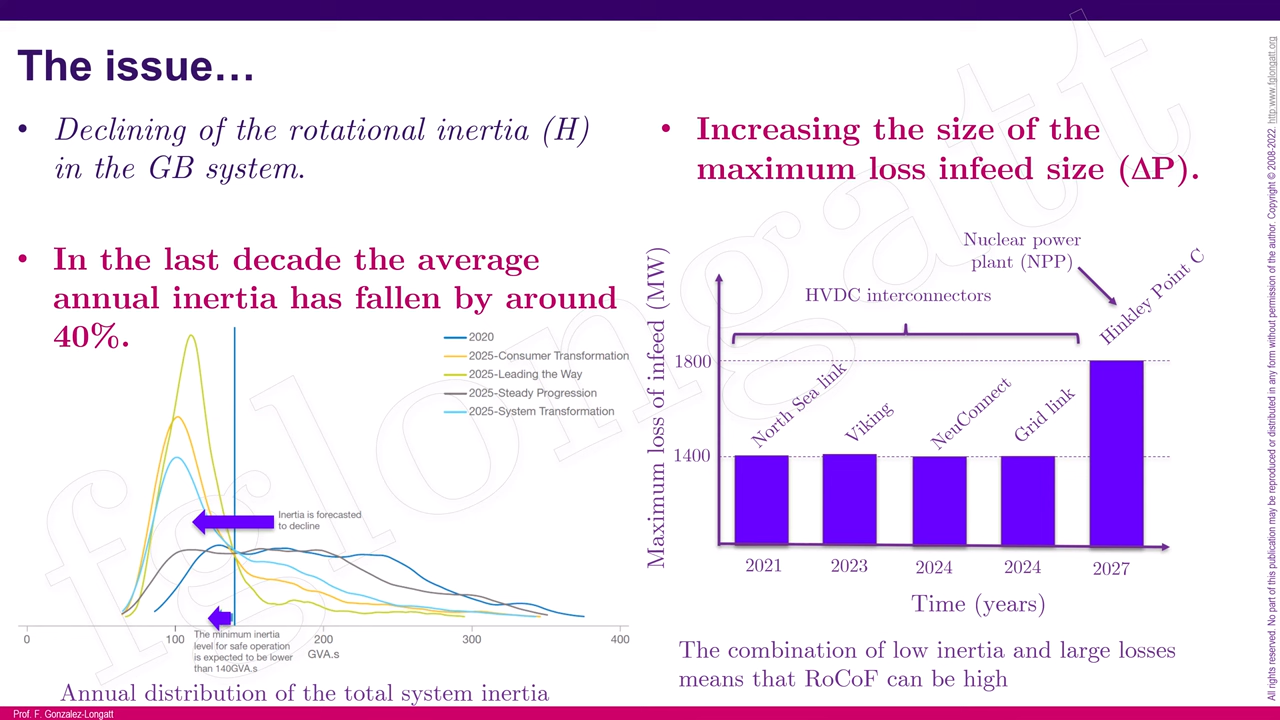 The issue…
• Declining of the rotational inertia (H)
in the GB system.
• In the last decade the average
annual inertia has fallen by around
40%.
2020
2025-Consumer Transformation
2025-Leading the Way
2025-Steady Progression
2025-System Transformation
Inertia is forecasted
to decline
0
100
200
300
400
The minimum inertia
level for safe operation
is expected to be lower
than 140GVA.s
GVA.s
Annual distribution of the total system inertia
• Increasing the size of the
maximum loss infeed size (ΔP).
Nuclear power
plant (NPP)
HVDC interconnectors
Hinkley Point C
Maximum loss of infeed (MW)
1800
1400
North Sea link
Viking
NeuConnect
Grid link
2021
2023
2024
2024
2027
Time (years)
The combination of low inertia and large losses
means that RoCoF can be high
All rights reserved. No part of this publication may be reproduced or distributed in any form without permission of the author. Copyright © 2008-2022. http:www.fglongatt.org
fglongatt
Prof. F. Gonzalez-Longatt